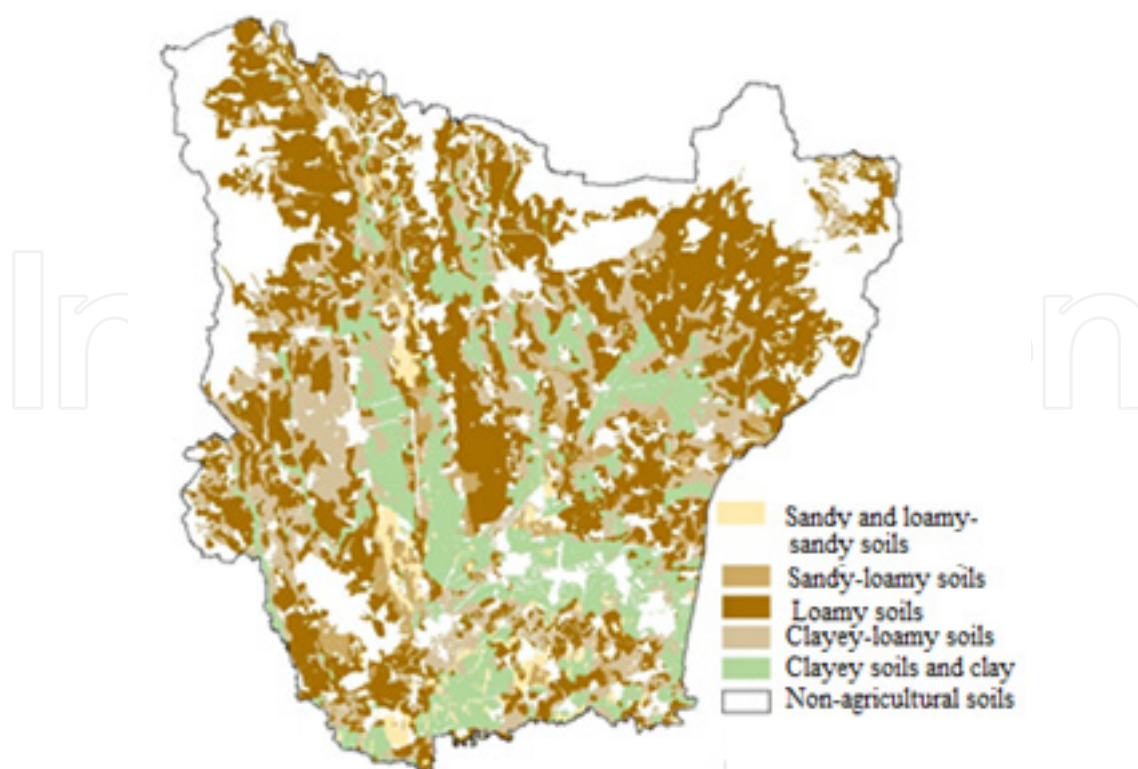 In
n
Sandy and loamy-
sandy soils
Sandy-loamy soils
Loamy soils
Clayey-loamy soils
Clayey soils and clay
Non-agricultural soils